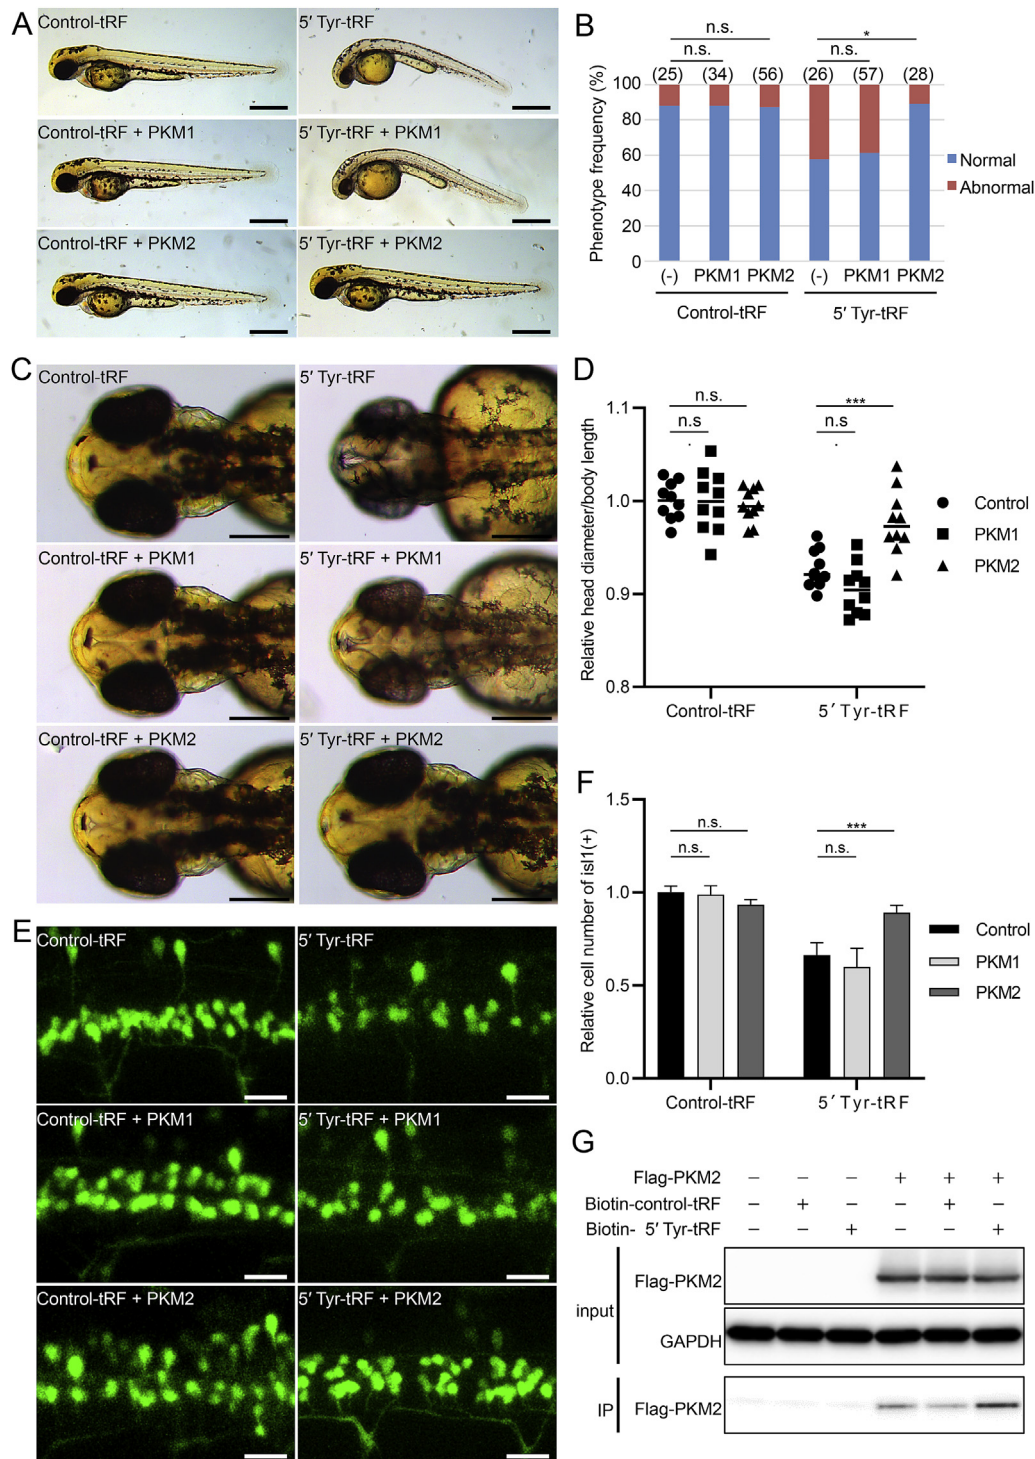 A
Control-tRF
5′ Tyr-tRF
Control-tRF + PKM1
5′ Tyr-tRF + PKM1
Control-tRF + PKM2
5′ Tyr-tRF + PKM2
B
n.s.
n.s.
*
n.s.
(25) (34) (56) (26) (57) (28)
Phenotype frequency (%)
100
80
60
40
20
0
Normal
Abnormal
(-) PKM1 PKM2 (-) PKM1 PKM2
Control-tRF
5′ Tyr-tRF
C
Control-tRF
5′ Tyr-tRF
Control-tRF + PKM1
5′ Tyr-tRF + PKM1
Control-tRF + PKM2
5′ Tyr-tRF + PKM2
D
Relative head diameter/body length
1.1
1.0
0.9
0.8
n.s.
n.s
.
***
n.s
.
Control
PKM1
PKM2
Control-tRF
5′ Tyr-tRF
E
Control-tRF
5′ Tyr-tRF
Control-tRF + PKM1
5′ Tyr-tRF + PKM1
Control-tRF + PKM2
5′ Tyr-tRF + PKM2
F
Relative cell number of isl1(+)
1.5
1.0
0.5
0.0
n.s.
n.s.
***
n.s.
Control
PKM1
PKM2
Control-tRF
5′ Tyr-tRF
G
Flag-PKM2 − − − + + +
Biotin-control-tRF − + − − + −
Biotin- 5′ Tyr-tRF − − + − − +
input
Flag-PKM2
GAPDH
IP
Flag-PKM2